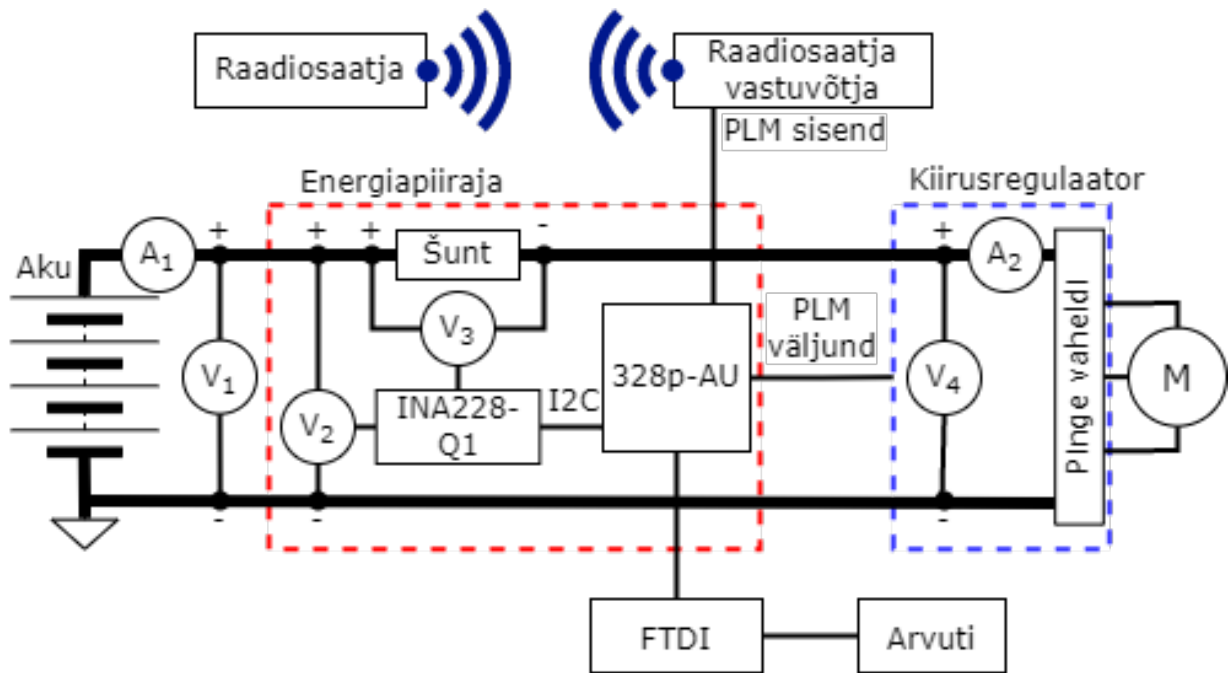 Raadiosaatja
Raadiosaatja
vastuvõtja
PLM sisend
Energiapiiraja
Kiirusregulaator
Aku
A1
+
+
+
Šunt
-
+
A2
V1
V2
V3
INA228-
Q1
I2C
328p-AU
PLM
väljund
V4
PInge vaheldI
M
-
-
-
FTDI
Arvuti